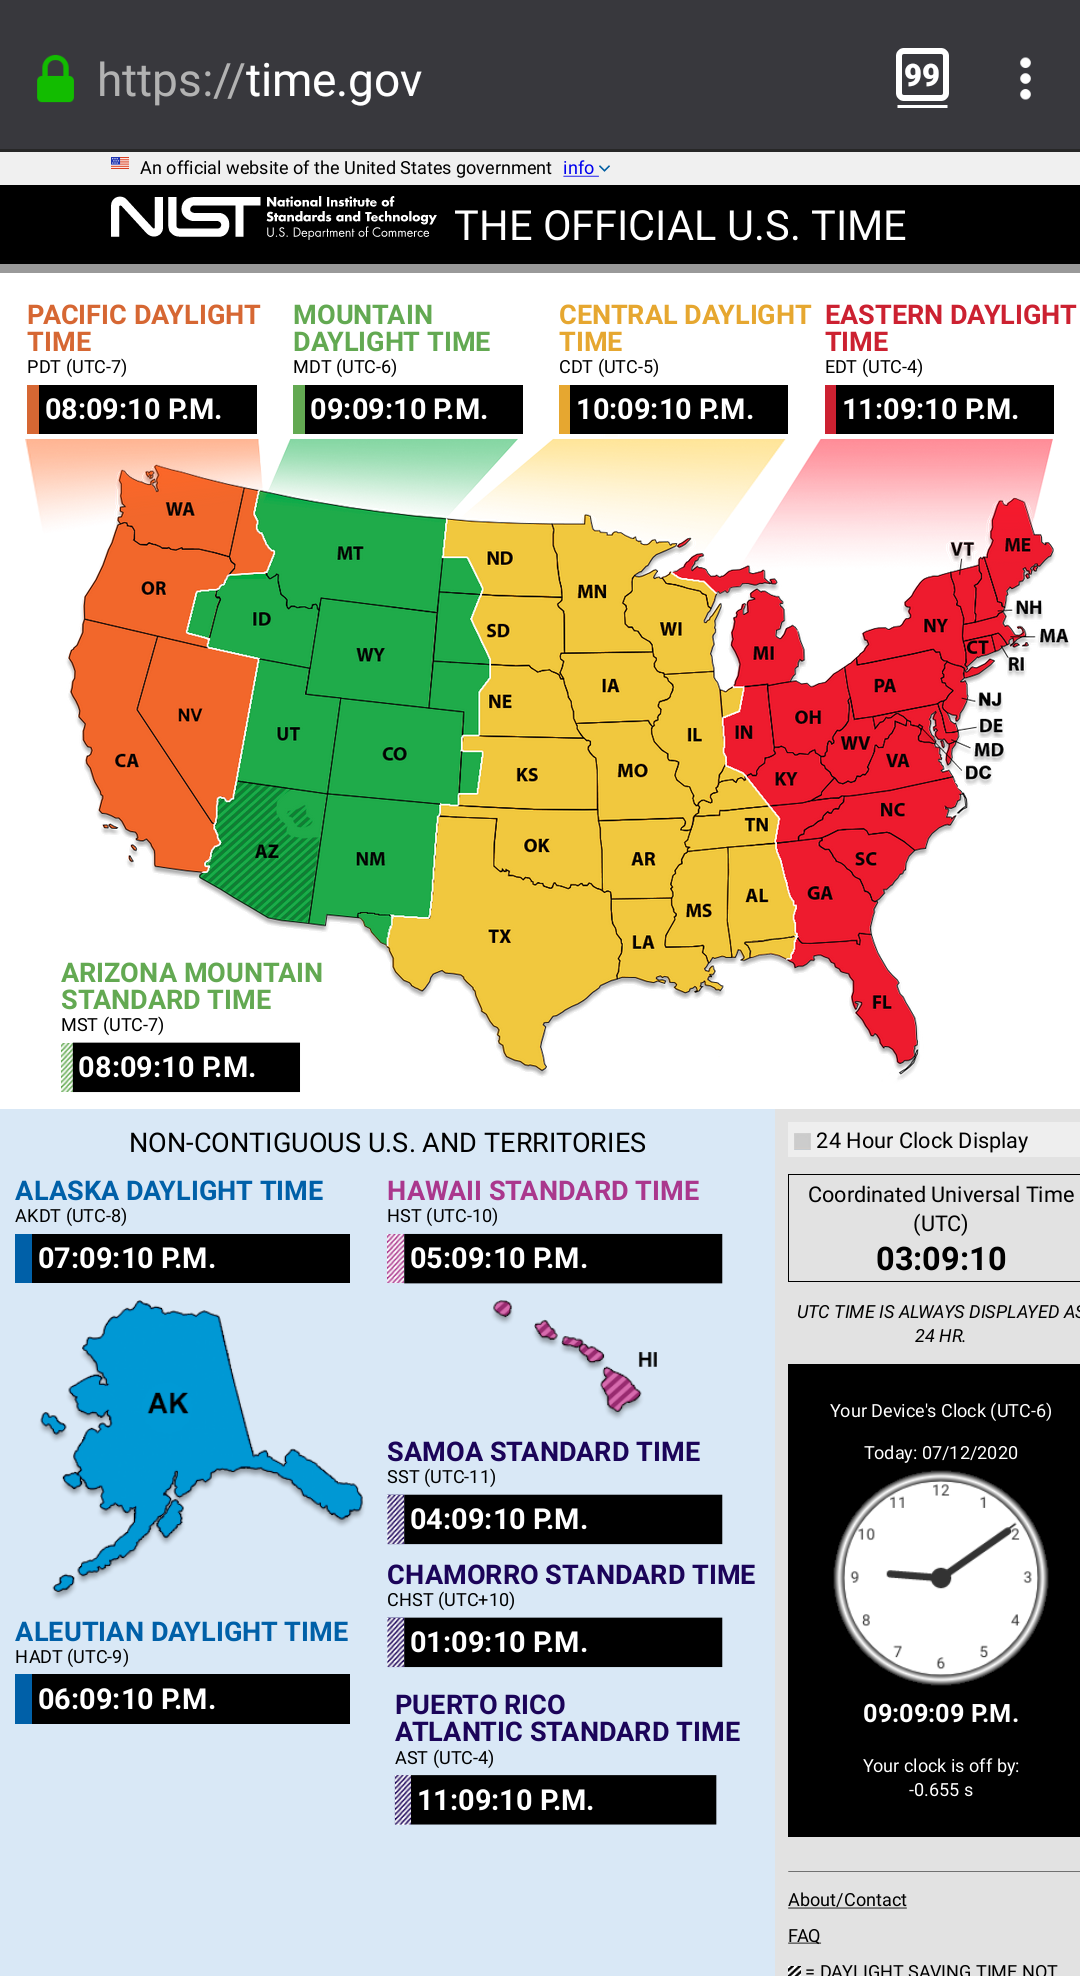 https://time.gov
99
An official website of the United States government info
NIST
National Institute of
Standards and Technology
U.S. Department of Commerce
THE OFFICIAL U.S. TIME
PACIFIC DAYLIGHT
TIME
PDT (UTC-7)
08:09:10 P.M.
MOUNTAIN
DAYLIGHT TIME
MDT (UTC-6)
09:09:10 P.M.
CENTRAL DAYLIGHT
TIME
CDT (UTC-5)
10:09:10 P.M.
EASTERN DAYLIGHT
TIME
EDT (UTC-4)
11:09:10 P.M.
WA
OR
CA
NV
ID
MT
WY
UT
CO
AZ
NM
ND
SD
NE
KS
OK
TX
MN
IA
MO
AR
LA
WI
IL
MS
AL
TN
MI
IN
OH
KY
WV
VA
NC
SC
GA
FL
PA
NY
VT
ME
NH
MA
CT
RI
NJ
DE
MD
DC
ARIZONA MOUNTAIN
STANDARD TIME
MST (UTC-7)
08:09:10 P.M.
NON-CONTIGUOUS U.S. AND TERRITORIES
ALASKA DAYLIGHT TIME
AKDT (UTC-8)
07:09:10 P.M.
AK
ALEUTIAN DAYLIGHT TIME
HADT (UTC-9)
06:09:10 P.M.
HAWAII STANDARD TIME
HST (UTC-10)
05:09:10 P.M.
HI
SAMOA STANDARD TIME
SST (UTC-11)
04:09:10 P.M.
CHAMORRO STANDARD TIME
CHST (UTC+10)
01:09:10 P.M.
PUERTO RICO
ATLANTIC STANDARD TIME
AST (UTC-4)
11:09:10 P.M.
24 Hour Clock Display
Coordinated Universal Time
(UTC)
03:09:10
UTC TIME IS ALWAYS DISPLAYED AS
24 HR.
Your Device's Clock (UTC-6)
Today: 07/12/2020
12
1
2
3
4
5
6
7
8
9
10
11
09:09:09 P.M.
Your clock is off by:
-0.655 s
About/Contact
FAQ
= DAYLIGHT SAVING TIME NOT